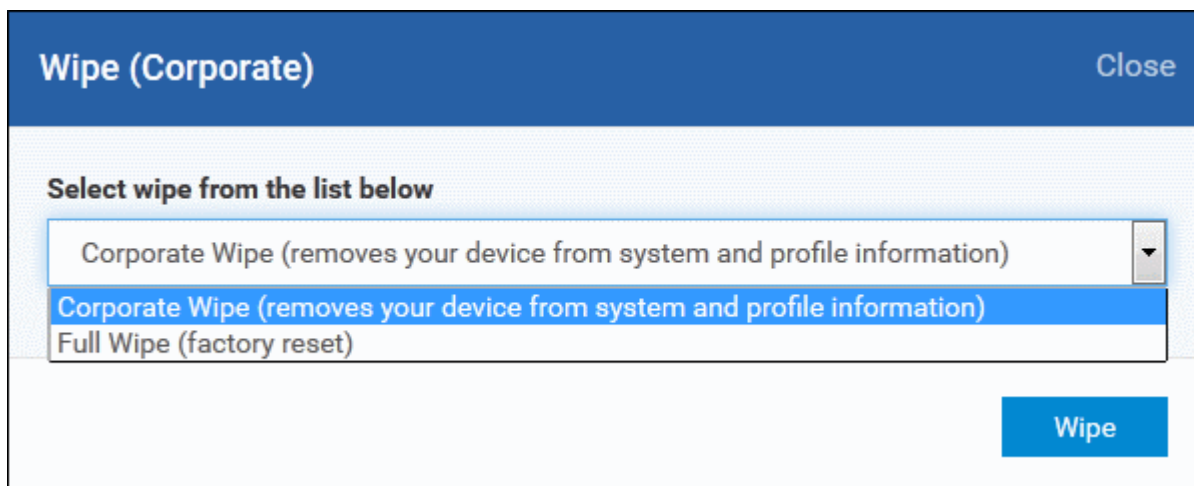 Wipe (Corporate) Close
Select wipe from the list below
Corporate Wipe (removes your device from system and profile information)
Corporate Wipe (removes your device from system and profile information)
Full Wipe (factory reset)
Wipe